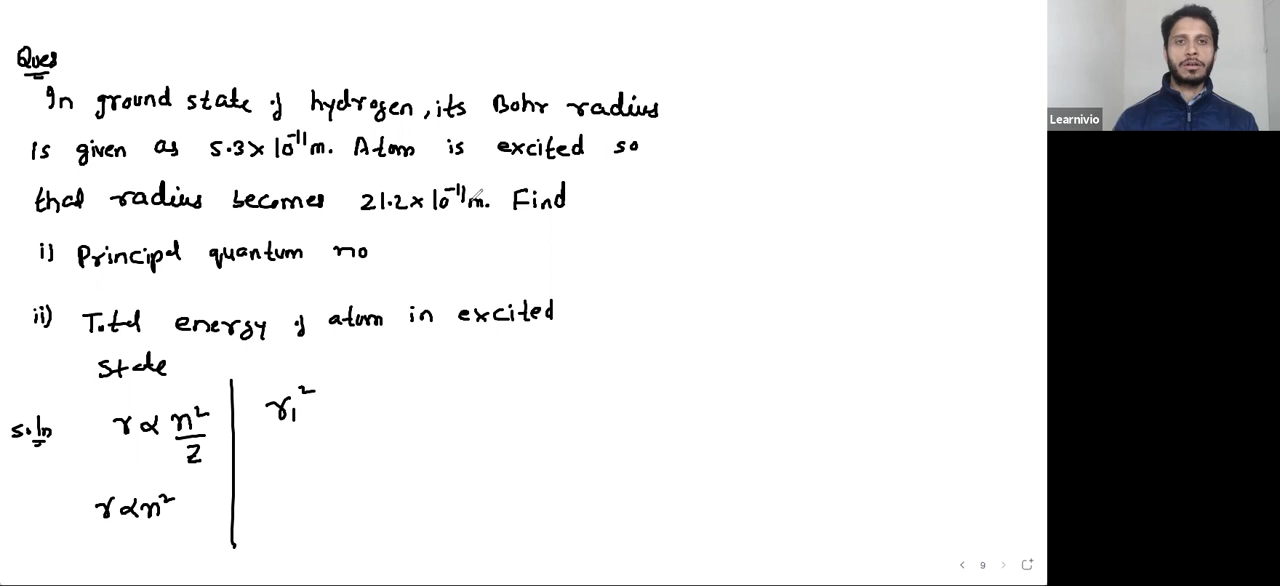 Ques
In ground state of hydrogen, its Bohr radius
is given as 5.3×10⁻¹¹m. Atom is excited so
that radius becomes 21.2×10⁻¹¹m. Find
i) Principal quantum no
ii) Total energy of atom in excited
state
Soln r ∝ n²/Z r₁²
r∝n²
Learnivio
9